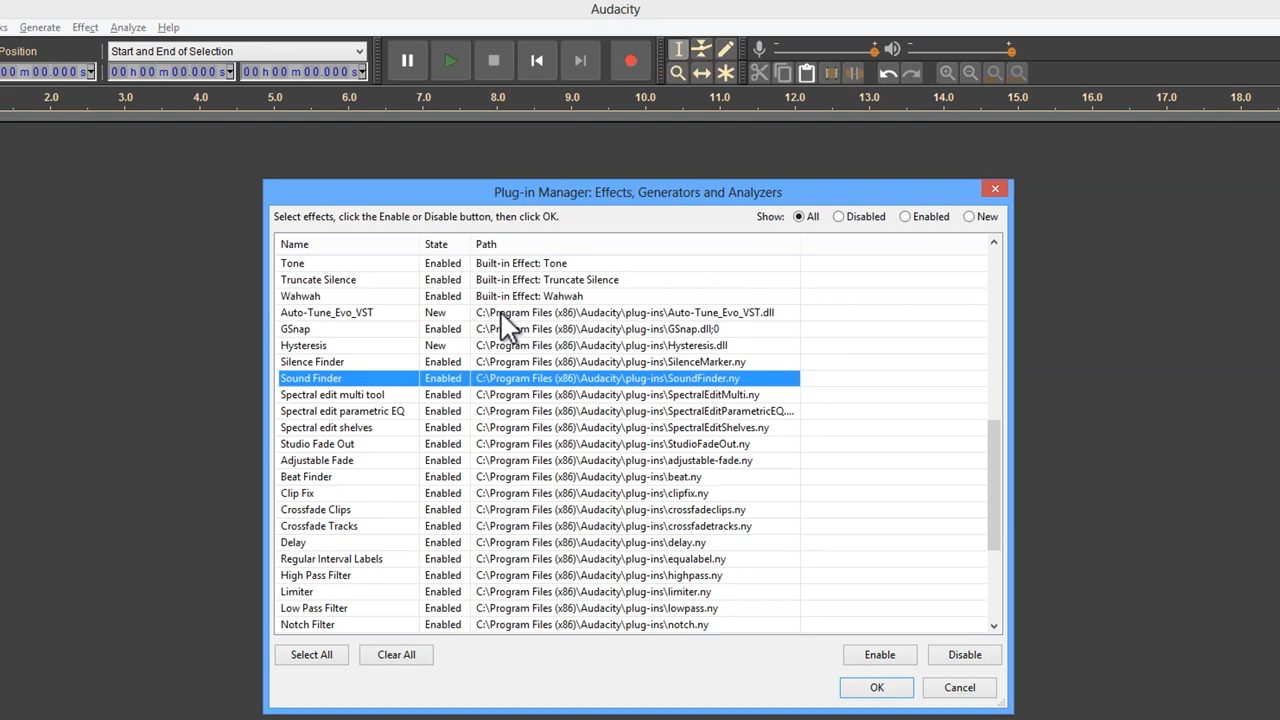 Audacity
ks Generate Effect Analyze Help
Position
Start and End of Selection
00 m 00.000 s 00 h 00 m 00.000 s 00 h 00 m 00.000 s
2.0 3.0 4.0 5.0 6.0 7.0 8.0 9.0 10.0 11.0 12.0 13.0 14.0 15.0 16.0 17.0 18.0
Plug-in Manager: Effects, Generators and Analyzers
Select effects, click the Enable or Disable button, then click OK. Show: All Disabled Enabled New
Name State Path
Tone Enabled Built-in Effect: Tone
Truncate Silence Enabled Built-in Effect: Truncate Silence
Wahwah Enabled Built-in Effect: Wahwah
Auto-Tune_Evo_VST New C:\Program Files (x86)\Audacity\plug-ins\Auto-Tune_Evo_VST.dll
GSnap Enabled C:\Program Files (x86)\Audacity\plug-ins\GSnap.dll;0
Hysteresis New C:\Program Files (x86)\Audacity\plug-ins\Hysteresis.dll
Silence Finder Enabled C:\Program Files (x86)\Audacity\plug-ins\SilenceMarker.ny
Sound Finder Enabled C:\Program Files (x86)\Audacity\plug-ins\SoundFinder.ny
Spectral edit multi tool Enabled C:\Program Files (x86)\Audacity\plug-ins\SpectralEditMulti.ny
Spectral edit parametric EQ Enabled C:\Program Files (x86)\Audacity\plug-ins\SpectralEditParametricEQ....
Spectral edit shelves Enabled C:\Program Files (x86)\Audacity\plug-ins\SpectralEditShelves.ny
Studio Fade Out Enabled C:\Program Files (x86)\Audacity\plug-ins\StudioFadeOut.ny
Adjustable Fade Enabled C:\Program Files (x86)\Audacity\plug-ins\adjustable-fade.ny
Beat Finder Enabled C:\Program Files (x86)\Audacity\plug-ins\beat.ny
Clip Fix Enabled C:\Program Files (x86)\Audacity\plug-ins\clipfix.ny
Crossfade Clips Enabled C:\Program Files (x86)\Audacity\plug-ins\crossfadeclips.ny
Crossfade Tracks Enabled C:\Program Files (x86)\Audacity\plug-ins\crossfadetracks.ny
Delay Enabled C:\Program Files (x86)\Audacity\plug-ins\delay.ny
Regular Interval Labels Enabled C:\Program Files (x86)\Audacity\plug-ins\equalabel.ny
High Pass Filter Enabled C:\Program Files (x86)\Audacity\plug-ins\highpass.ny
Limiter Enabled C:\Program Files (x86)\Audacity\plug-ins\limiter.ny
Low Pass Filter Enabled C:\Program Files (x86)\Audacity\plug-ins\lowpass.ny
Notch Filter Enabled C:\Program Files (x86)\Audacity\plug-ins\notch.ny
Select All Clear All Enable Disable
OK Cancel